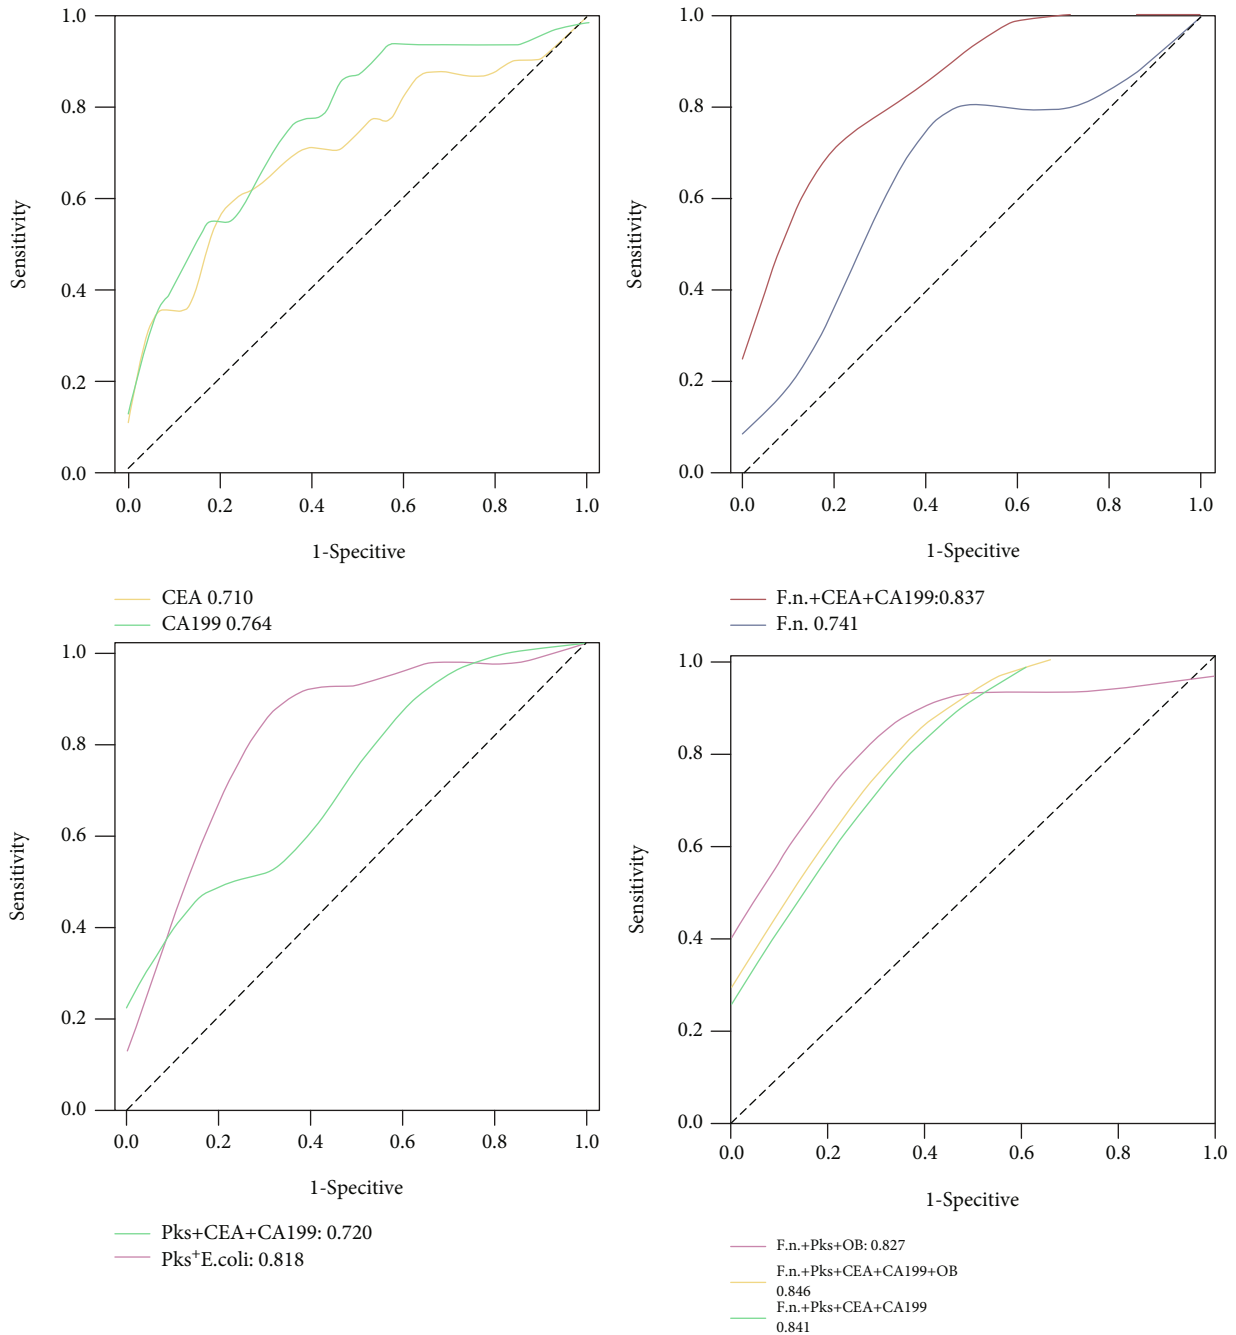 1.0
0.8
0.6
0.4
0.2
0.0
Sensitivity
0.0 0.2 0.4 0.6 0.8 1.0
1-Specitive
CEA 0.710
CA199 0.764
1.0
0.8
0.6
0.4
0.2
0.0
Sensitivity
0.0 0.2 0.4 0.6 0.8 1.0
1-Specitive
F.n.+CEA+CA199:0.837
F.n. 0.741
1.0
0.8
0.6
0.4
0.2
0.0
Sensitivity
0.0 0.2 0.4 0.6 0.8 1.0
1-Specitive
Pks+CEA+CA199: 0.720
Pks⁺E.coli: 0.818
1.0
0.8
0.6
0.4
0.2
0.0
Sensitivity
0.0 0.2 0.4 0.6 0.8 1.0
1-Specitive
F.n.+Pks+OB: 0.827
F.n.+Pks+CEA+CA199+OB
0.846
F.n.+Pks+CEA+CA199
0.841